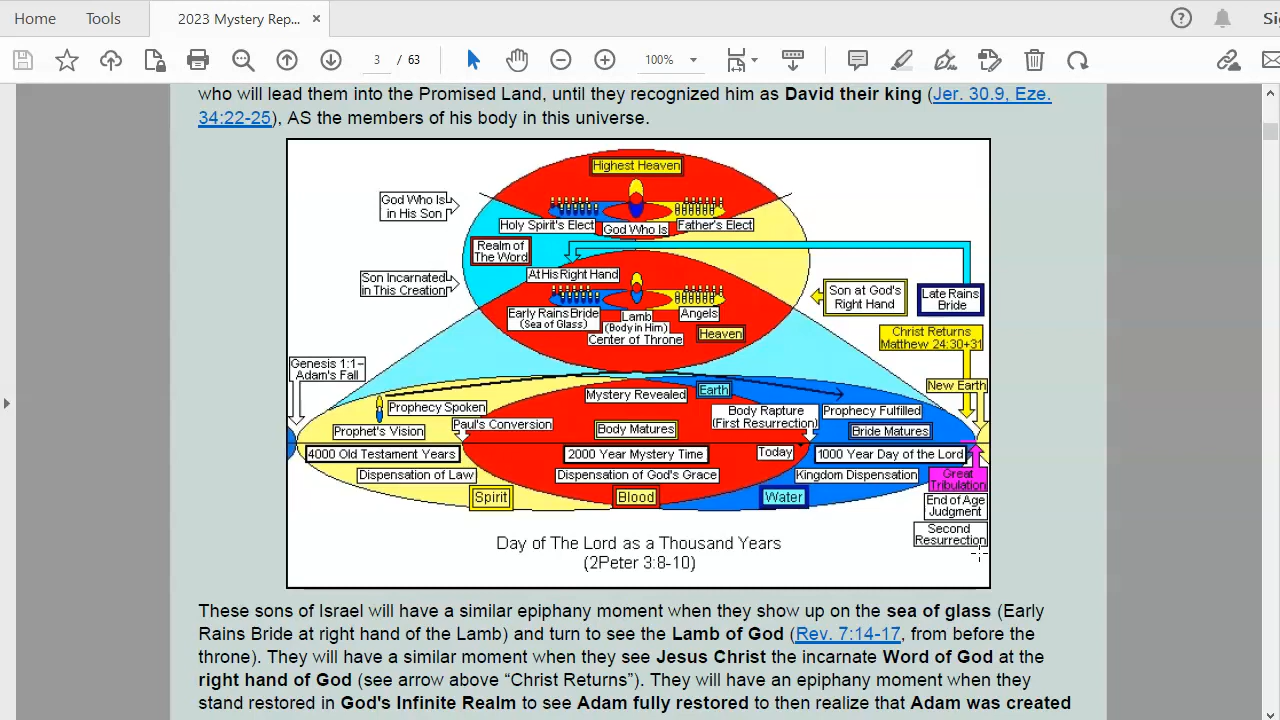 Home
Tools
2023 Mystery Rep...
×
3 / 63
100%
who will lead them into the Promised Land, until they recognized him as David their king (Jer. 30.9, Eze.
34:22-25), AS the members of his body in this universe.
Highest Heaven
God Who Is
in His Son
Holy Spirit's Elect
God Who Is
Father's Elect
Realm of
The Word
At His Right Hand
Son Incarnated
in This Creation
Son at God's
Right Hand
Late Rains
Bride
Early Rains Bride
(Sea of Glass)
Lamb
(Body in Him)
Center of Throne
Angels
Heaven
Christ Returns
Matthew 24:30+31
Genesis 1:1-
Adam's Fall
New Earth
Earth
Mystery Revealed
Prophecy Spoken
Body Rapture
(First Resurrection)
Prophecy Fulfilled
Prophet's Vision
Paul's Conversion
Body Matures
Bride Matures
4000 Old Testament Years
2000 Year Mystery Time
Today
1000 Year Day of the Lord
Dispensation of Law
Dispensation of God's Grace
Kingdom Dispensation
Great
Tribulation
Spirit
Blood
Water
End of Age
Judgment
Second
Resurrection
Day of The Lord as a Thousand Years
(2Peter 3:8-10)
These sons of Israel will have a similar epiphany moment when they show up on the sea of glass (Early
Rains Bride at right hand of the Lamb) and turn to see the Lamb of God (Rev. 7:14-17, from before the
throne). They will have a similar moment when they see Jesus Christ the incarnate Word of God at the
right hand of God (see arrow above “Christ Returns”). They will have an epiphany moment when they
stand restored in God's Infinite Realm to see Adam fully restored to then realize that Adam was created